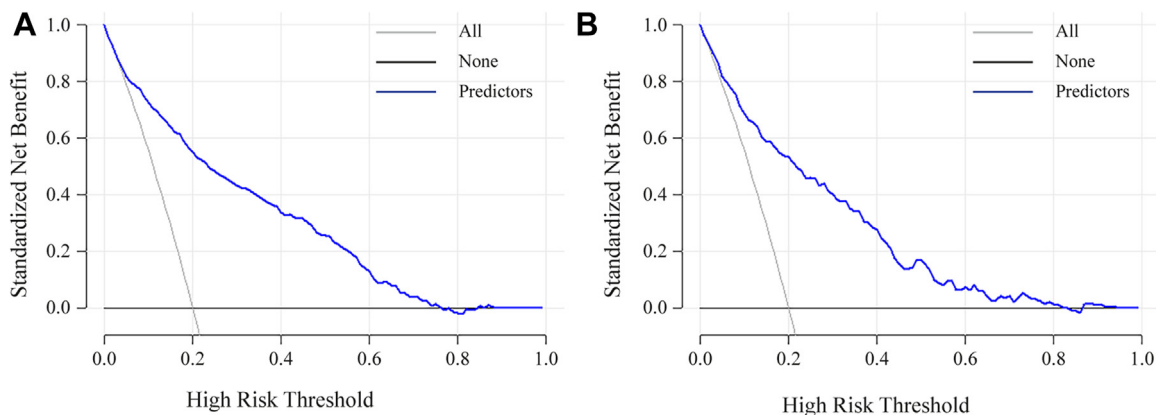 A
Standardized Net Benefit
1.0
0.8
0.6
0.4
0.2
0.0
All
None
Predictors
0.0 0.2 0.4 0.6 0.8 1.0
High Risk Threshold
B
Standardized Net Benefit
1.0
0.8
0.6
0.4
0.2
0.0
All
None
Predictors
0.0 0.2 0.4 0.6 0.8 1.0
High Risk Threshold